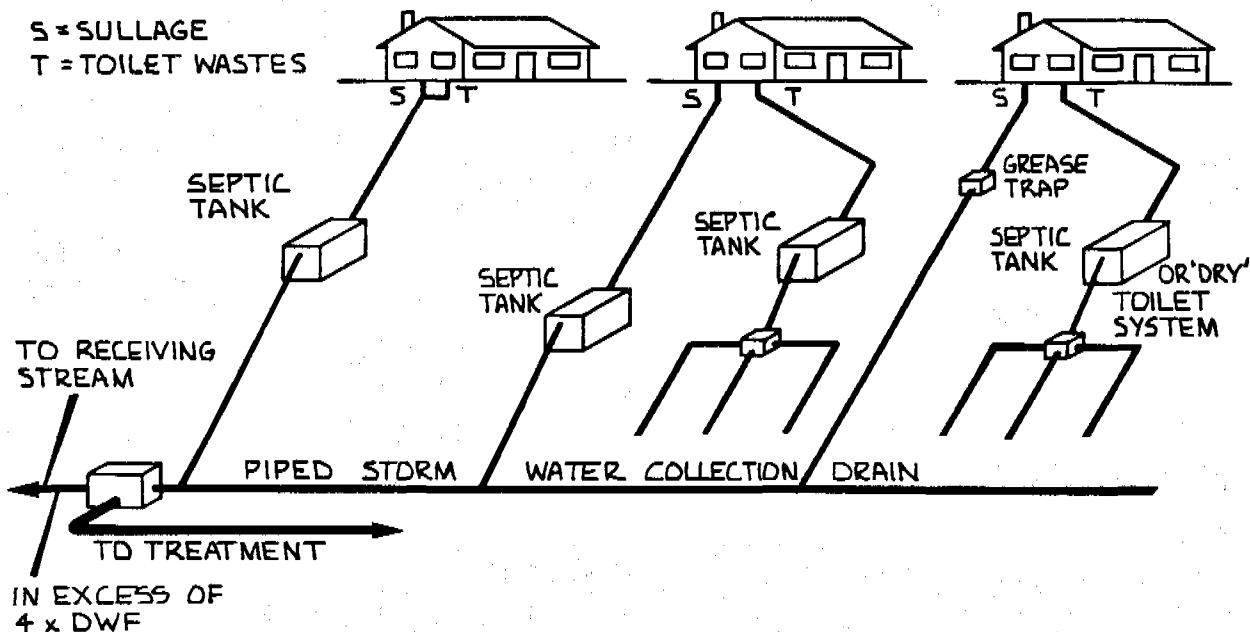 S = SULLAGE
T = TOILET WASTES
S T
S T
S T
SEPTIC
TANK
SEPTIC
TANK
SEPTIC
TANK
GREASE
TRAP
SEPTIC
TANK
OR 'DRY'
TOILET
SYSTEM
TO RECEIVING
STREAM
PIPED STORM WATER COLLECTION DRAIN
TO TREATMENT
IN EXCESS OF
4 x DWF